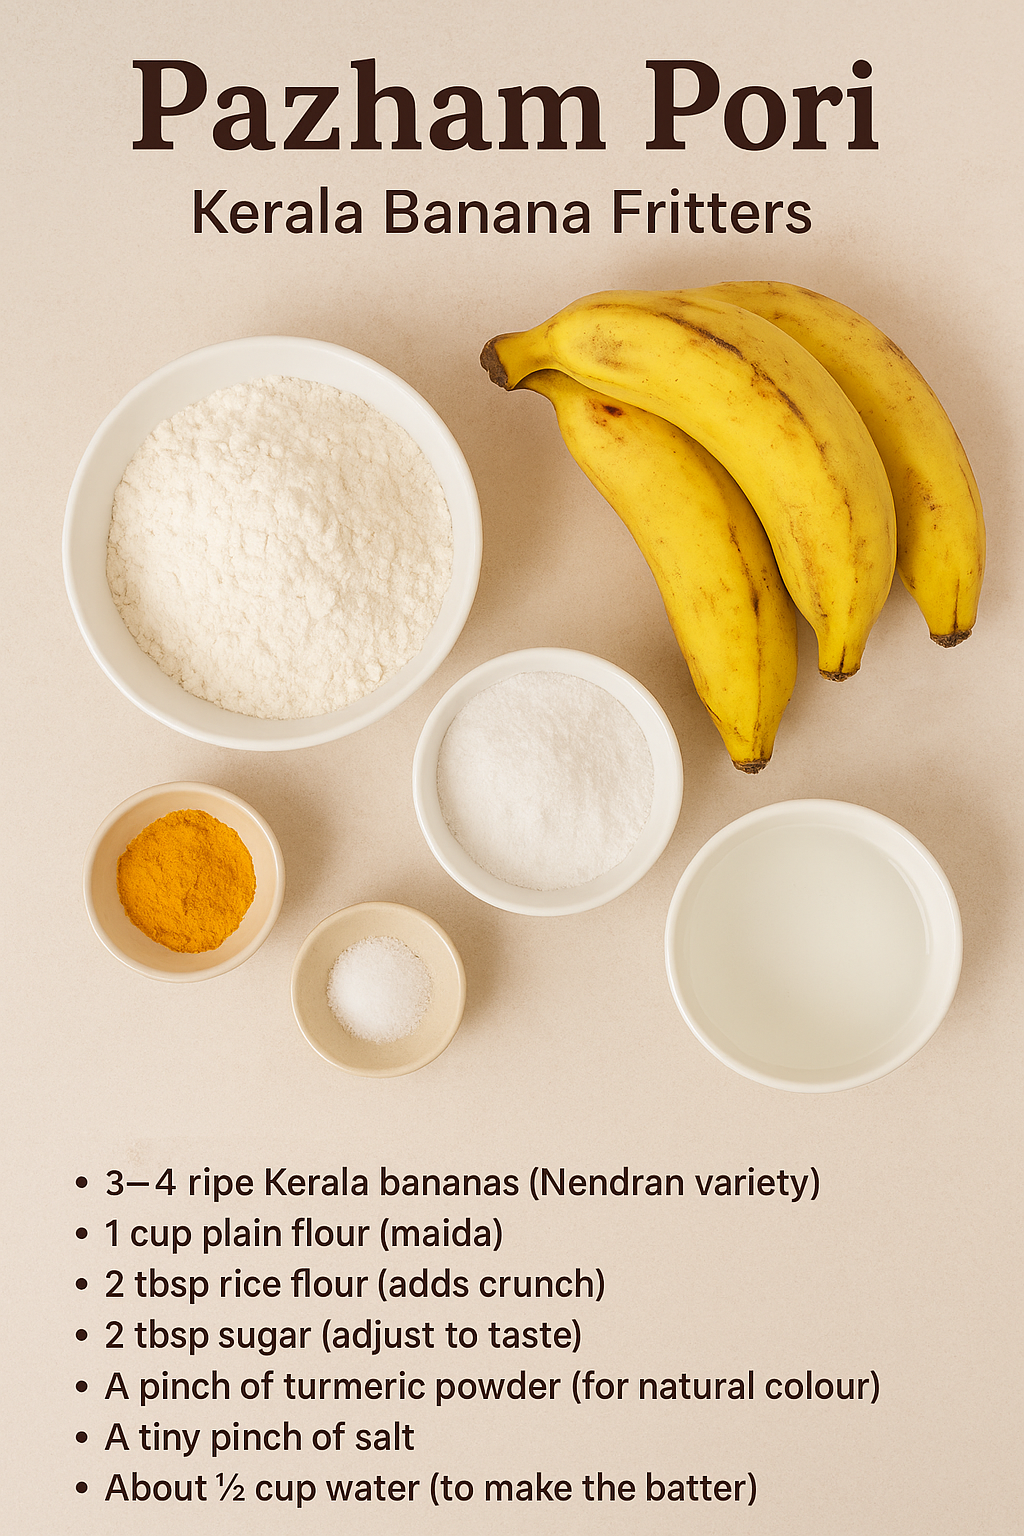 Pazham Pori
Kerala Banana Fritters
• 3–4 ripe Kerala bananas (Nendran variety)
• 1 cup plain flour (maida)
• 2 tbsp rice flour (adds crunch)
• 2 tbsp sugar (adjust to taste)
• A pinch of turmeric powder (for natural colour)
• A tiny pinch of salt
• About ½ cup water (to make the batter)